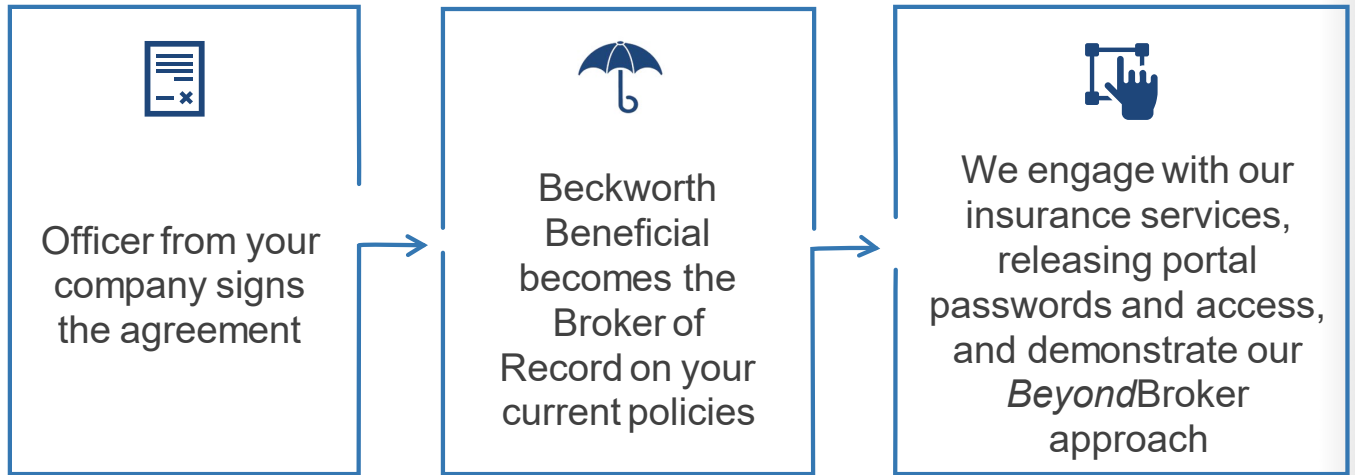 Officer from your
company signs
the agreement
Beckworth
Beneficial
becomes the
Broker of
Record on your
current policies
We engage with our
insurance services,
releasing portal
passwords and access,
and demonstrate our
BeyondBroker
approach